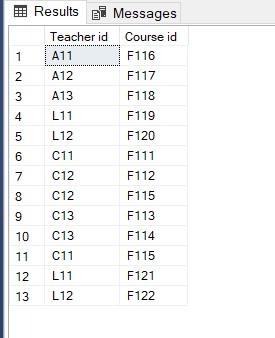 Results Messages
Teacher id Course id
1 A11 F116
2 A12 F117
3 A13 F118
4 L11 F119
5 L12 F120
6 C11 F111
7 C12 F112
8 C12 F115
9 C13 F113
10 C13 F114
11 C11 F115
12 L11 F121
13 L12 F122